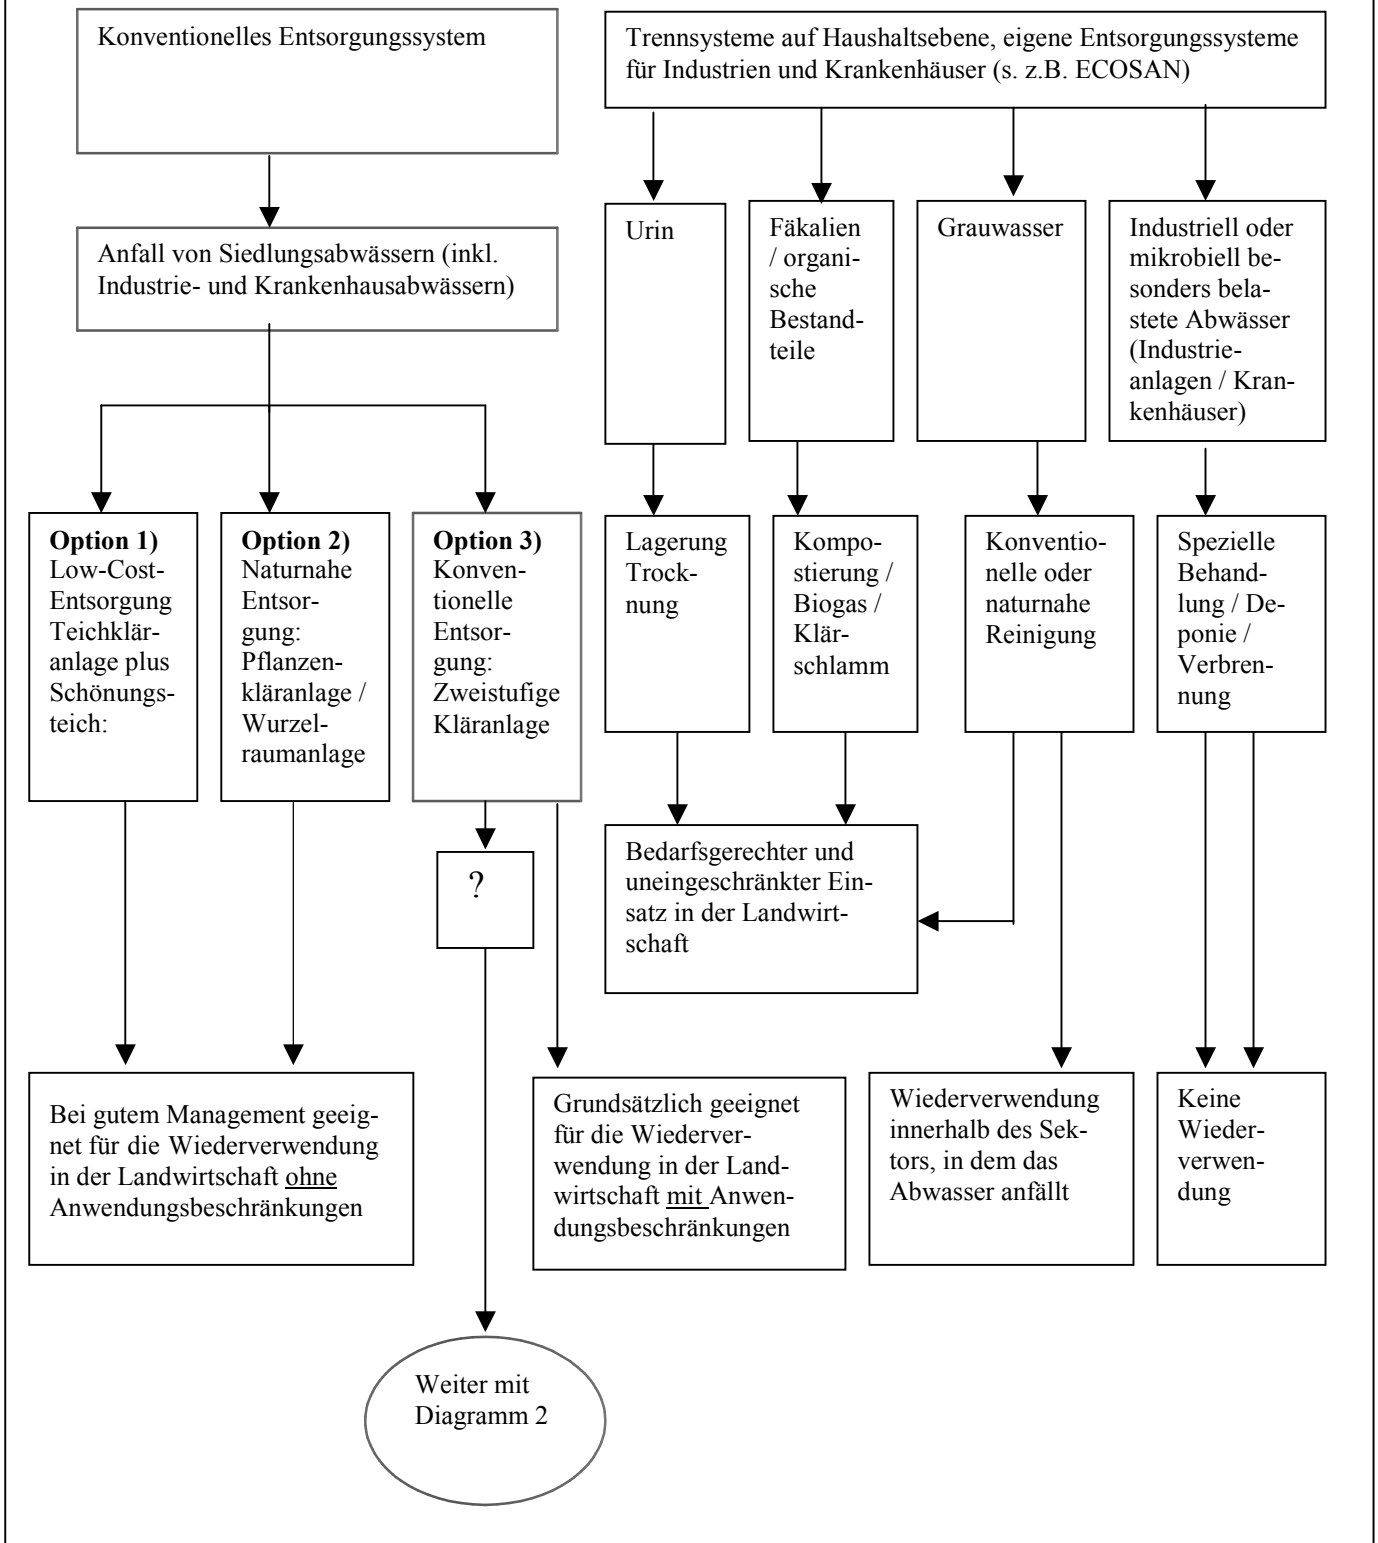 Konventionelles Entsorgungssystem
Trennsysteme auf Haushaltsebene, eigene Entsorgungssysteme
für Industrien und Krankenhäuser (s. z.B. ECOSAN)
Anfall von Siedlungsabwässern (inkl.
Industrie- und Krankenhausabwässern)
Urin
Fäkalien
/ organi-
sche
Bestand-
teile
Grauwasser
Industriell oder
mikrobiell be-
sonders bela-
stete Abwässer
(Industrie-
anlagen / Kran-
kenhäuser)
Option 1)
Low-Cost-
Entsorgung
Teichklär-
anlage plus
Schönungs-
teich:
Option 2)
Naturnahe
Entsor-
gung:
Pflanzen-
kläranlage /
Wurzel-
raumanlage
Option 3)
Konven-
tionelle
Entsor-
gung:
Zweistufige
Kläranlage
Lagerung
Trock-
nung
Kompo-
stierung /
Biogas /
Klär-
schlamm
Konventio-
nelle oder
naturnahe
Reinigung
Spezielle
Behand-
lung / De-
ponie /
Verbren-
nung
?
Bedarfsgerechter und
uneingeschränkter Ein-
satz in der Landwirt-
schaft
Bei gutem Management geeig-
net für die Wiederverwendung
in der Landwirtschaft ohne
Anwendungsbeschränkungen
Grundsätzlich geeignet
für die Wiederver-
wendung in der Land-
wirtschaft mit Anwen-
dungsbeschränkungen
Wiederverwendung
innerhalb des Sek-
tors, in dem das
Abwasser anfällt
Keine
Wieder-
verwen-
dung
Weiter mit
Diagramm 2